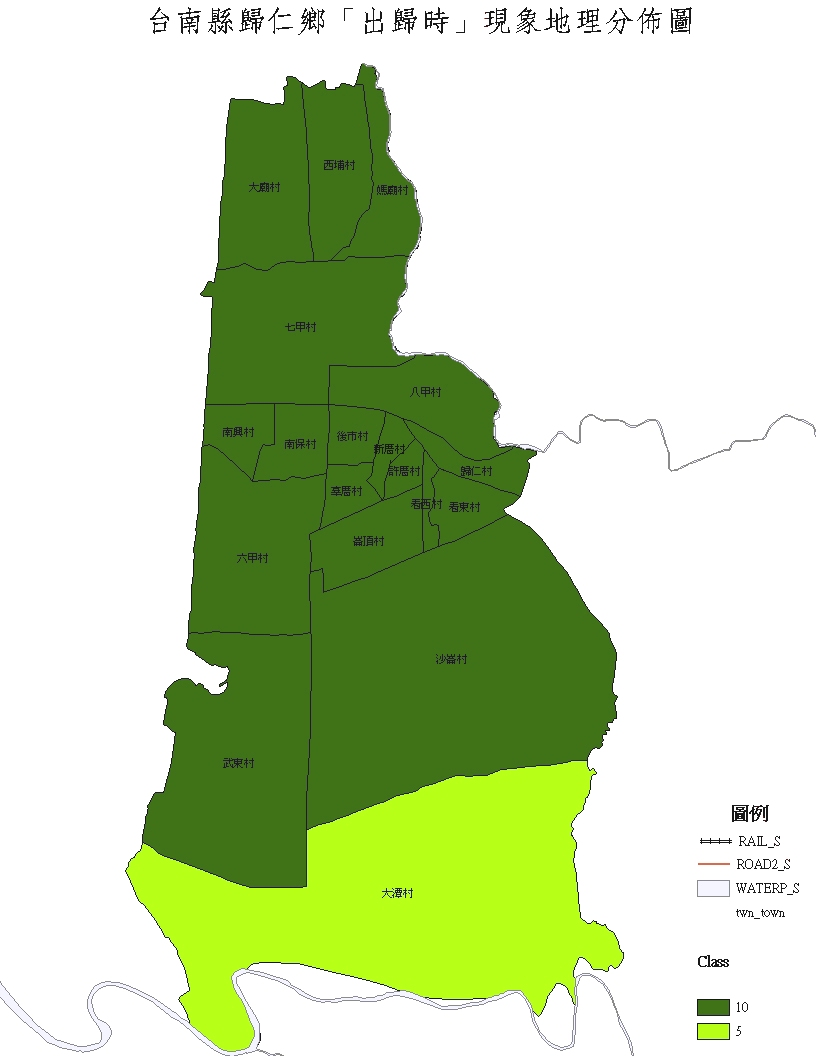 台南縣歸仁鄉「出歸時」現象地理分佈圖
西埔村
大廟村
媽廟村
七甲村
八甲村
南興村
後市村
南保村
新厝村
許厝村
歸仁村
辜厝村
看西村
看東村
崙頂村
六甲村
沙崙村
武東村
大潭村
圖例
RAIL_S
ROAD2_S
WATERP_S
twn_town
Class
10
5